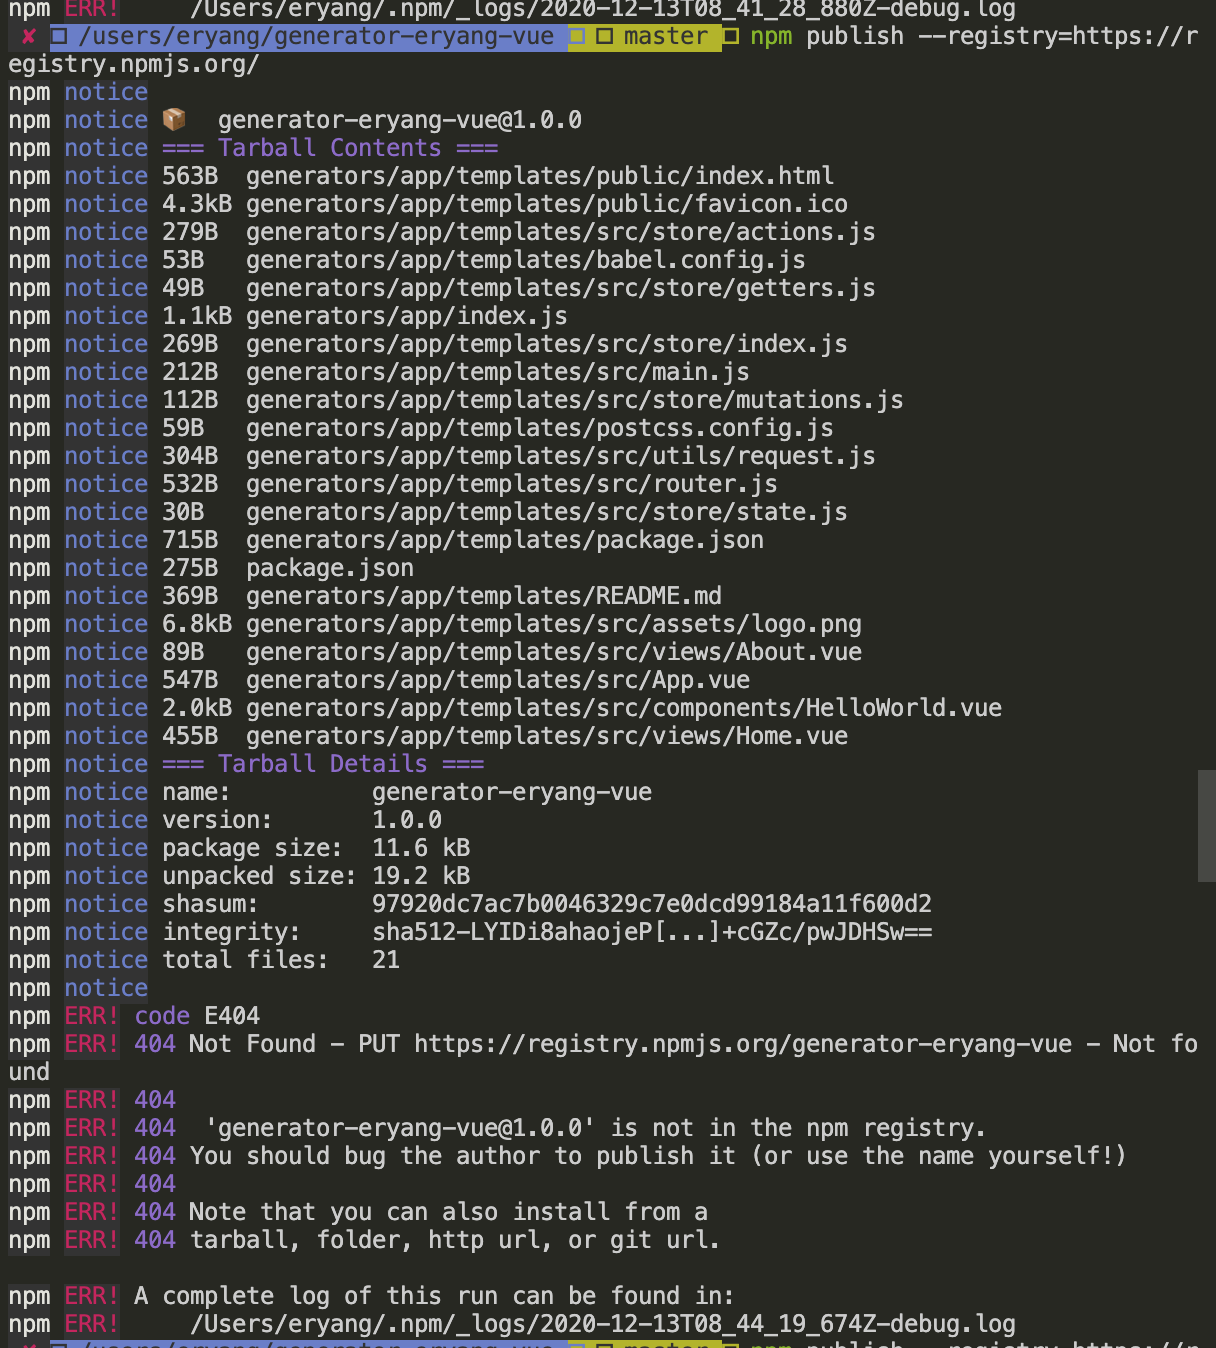 npm ERR!     /Users/eryang/.npm/_logs/2020-12-13T08_41_28_880Z-debug.log
✘ /users/eryang/generator-eryang-vue master npm publish --registry=https://r
egistry.npmjs.org/
npm notice
npm notice 📦  generator-eryang-vue@1.0.0
npm notice === Tarball Contents ===
npm notice 563B  generators/app/templates/public/index.html
npm notice 4.3kB generators/app/templates/public/favicon.ico
npm notice 279B  generators/app/templates/src/store/actions.js
npm notice 53B   generators/app/templates/babel.config.js
npm notice 49B   generators/app/templates/src/store/getters.js
npm notice 1.1kB generators/app/index.js
npm notice 269B  generators/app/templates/src/store/index.js
npm notice 212B  generators/app/templates/src/main.js
npm notice 112B  generators/app/templates/src/store/mutations.js
npm notice 59B   generators/app/templates/postcss.config.js
npm notice 304B  generators/app/templates/src/utils/request.js
npm notice 532B  generators/app/templates/src/router.js
npm notice 30B   generators/app/templates/src/store/state.js
npm notice 715B  generators/app/templates/package.json
npm notice 275B  package.json
npm notice 369B  generators/app/templates/README.md
npm notice 6.8kB generators/app/templates/src/assets/logo.png
npm notice 89B   generators/app/templates/src/views/About.vue
npm notice 547B  generators/app/templates/src/App.vue
npm notice 2.0kB generators/app/templates/src/components/HelloWorld.vue
npm notice 455B  generators/app/templates/src/views/Home.vue
npm notice === Tarball Details ===
npm notice name:          generator-eryang-vue
npm notice version:       1.0.0
npm notice package size:  11.6 kB
npm notice unpacked size: 19.2 kB
npm notice shasum:        97920dc7ac7b0046329c7e0dcd99184a11f600d2
npm notice integrity:     sha512-LYIDi8ahaojeP[...]+cGZc/pwJDHSw==
npm notice total files:   21
npm notice
npm ERR! code E404
npm ERR! 404 Not Found - PUT https://registry.npmjs.org/generator-eryang-vue - Not fo
und
npm ERR! 404
npm ERR! 404  'generator-eryang-vue@1.0.0' is not in the npm registry.
npm ERR! 404 You should bug the author to publish it (or use the name yourself!)
npm ERR! 404
npm ERR! 404 Note that you can also install from a
npm ERR! 404 tarball, folder, http url, or git url.
npm ERR! A complete log of this run can be found in:
npm ERR!     /Users/eryang/.npm/_logs/2020-12-13T08_44_19_674Z-debug.log
✘ /users/eryang/generator-eryang-vue master npm publish --registry=https://r